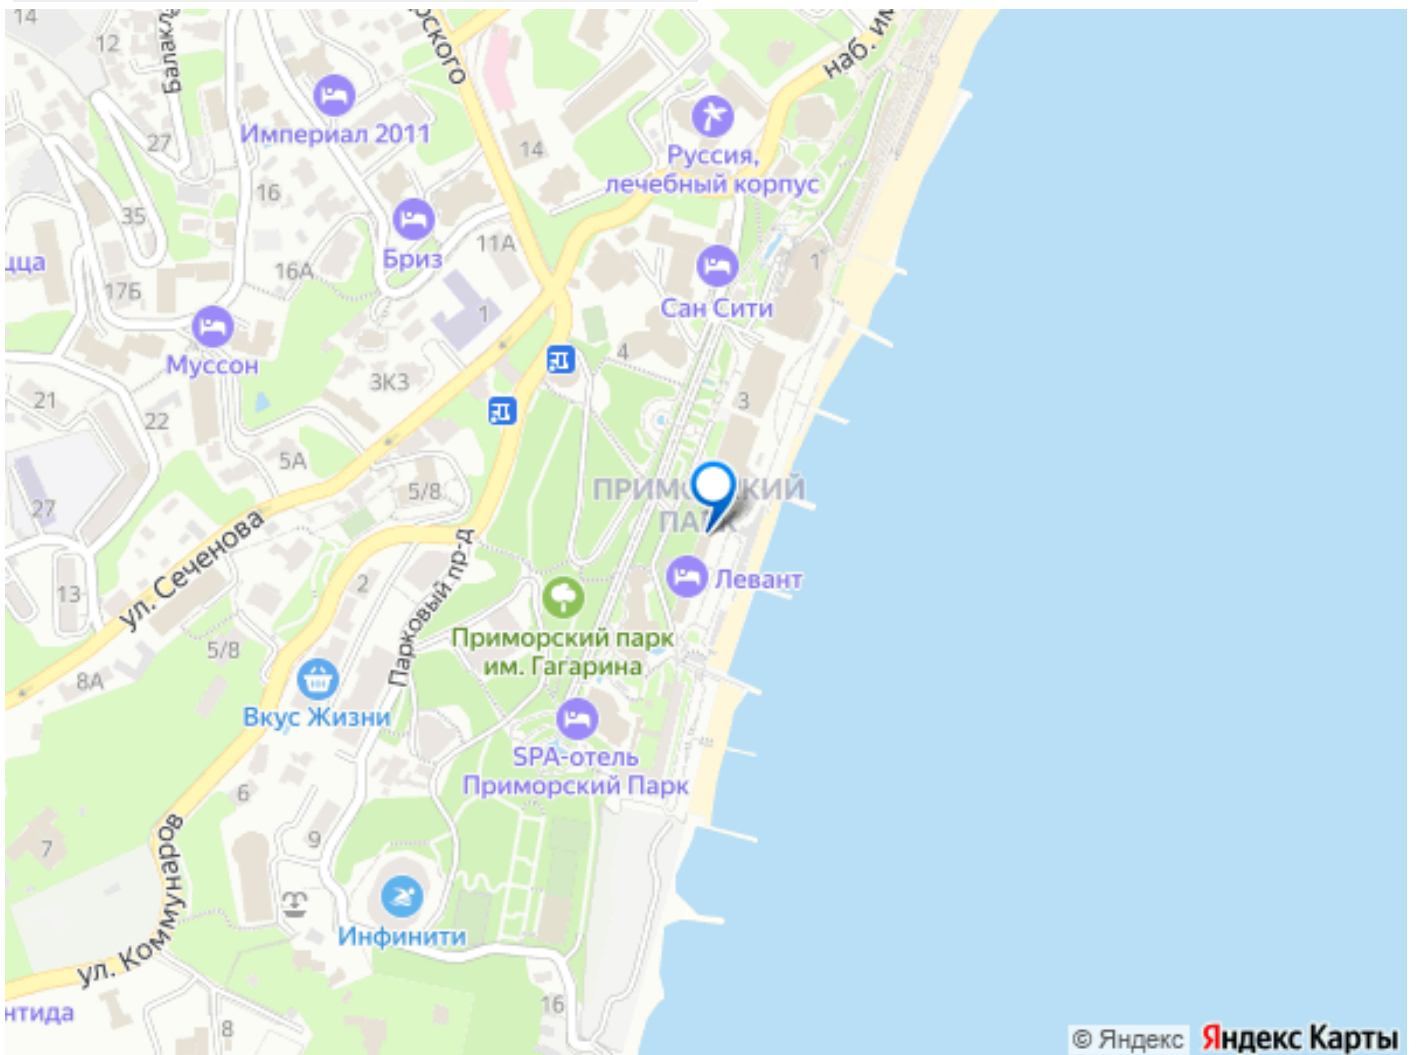 14
12
наб. им
27
Империал 2011
14
Руссия,
лечебный корпус
16
35
11А
Бриз
цца
16А
17Б
1
1
Сан Сити
Муссон
4
3К3
21
22
3
5А
5/8
ПРИМОРСКИЙ
ПАРК
27
ул. Сеченова
Левант
2
13
Парковый пр-д
Приморский парк
им. Гагарина
5/8
8А
Вкус Жизни
SPA-отель
Приморский Парк
6
7
9
ул. Коммунаров
Инфинити
16
нтида
8
© Яндекс Яндекс Карты